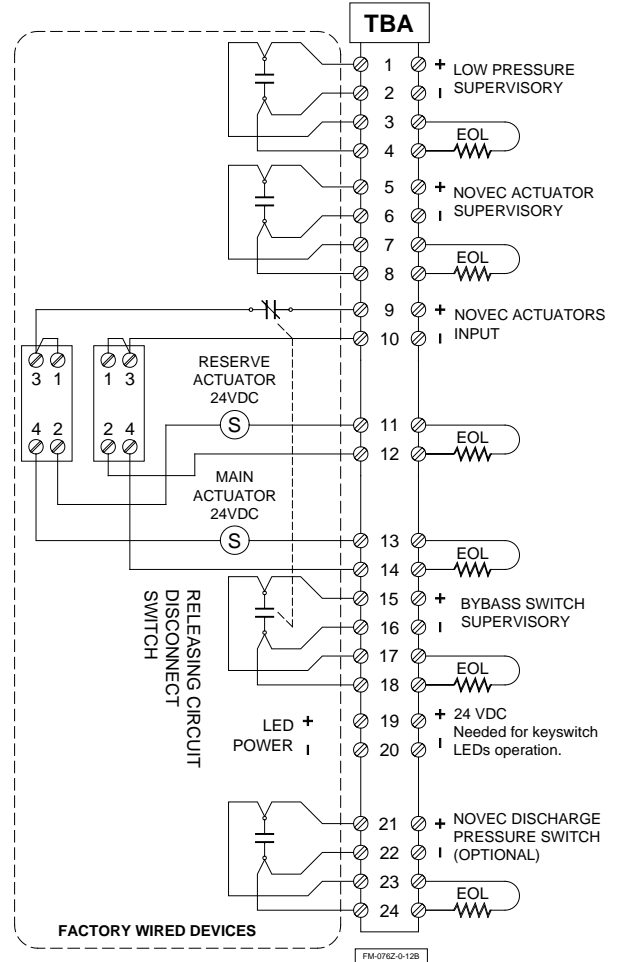 TBA
1 + LOW PRESSURE
2 - SUPERVISORY
3
EOL
4
5 + NOVEC ACTUATOR
6 - SUPERVISORY
7
EOL
8
9 + NOVEC ACTUATORS
10 - INPUT
3 1
1 3
4 2
2 4
RESERVE
ACTUATOR
24VDC
S
11
EOL
12
MAIN
ACTUATOR
24VDC
S
13
EOL
14
RELEASING CIRCUIT
DISCONNECT
SWITCH
15 + BYBASS SWITCH
16 - SUPERVISORY
17
EOL
18
LED +
POWER -
19 + 24 VDC
Needed for keyswitch
20 - LEDs operation.
21 + NOVEC DISCHARGE
PRESSURE SWITCH
22 - (OPTIONAL)
23
EOL
24
FACTORY WIRED DEVICES
FM-076Z-0-12B